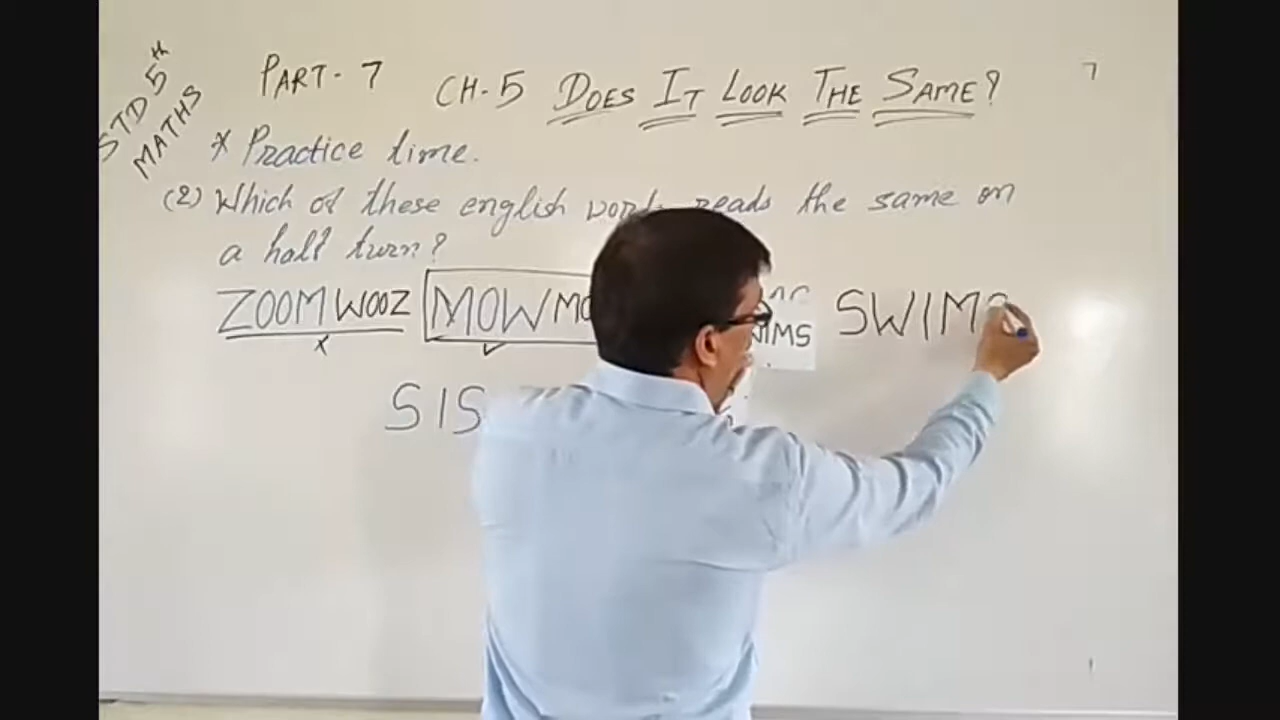 STD 5th
MATHS
PART-7 CH-5 DOES IT LOOK THE SAME?
* Practice time.
(2) Which of these english reads the same on
a half turn?
ZOOM WOOZ MOW SWIM
SIS